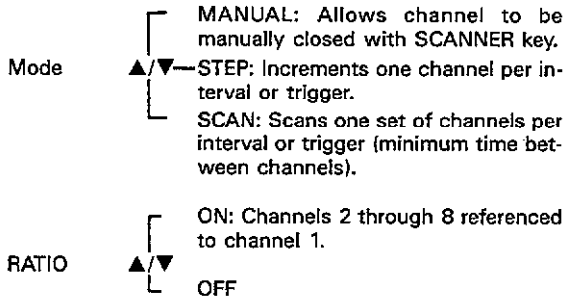 MANUAL: Allows channel to be
manually closed with SCANNER key.
Mode ▲/▼ STEP: Increments one channel per in-
terval or trigger.
SCAN: Scans one set of channels per
interval or trigger (minimum time bet-
ween channels).
ON: Channels 2 through 8 referenced
to channel 1.
RATIO ▲/▼
OFF